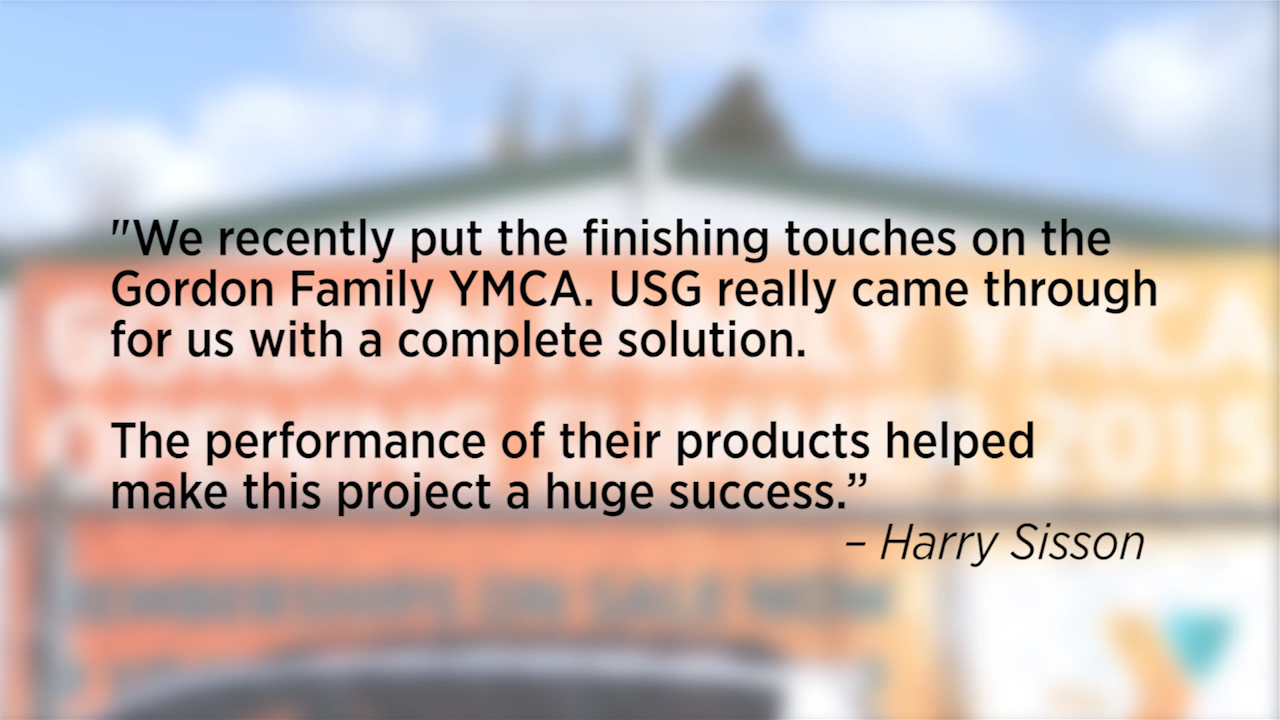 "We recently put the finishing touches on the
Gordon Family YMCA. USG really came through
for us with a complete solution.
The performance of their products helped
make this project a huge success.”
– Harry Sisson